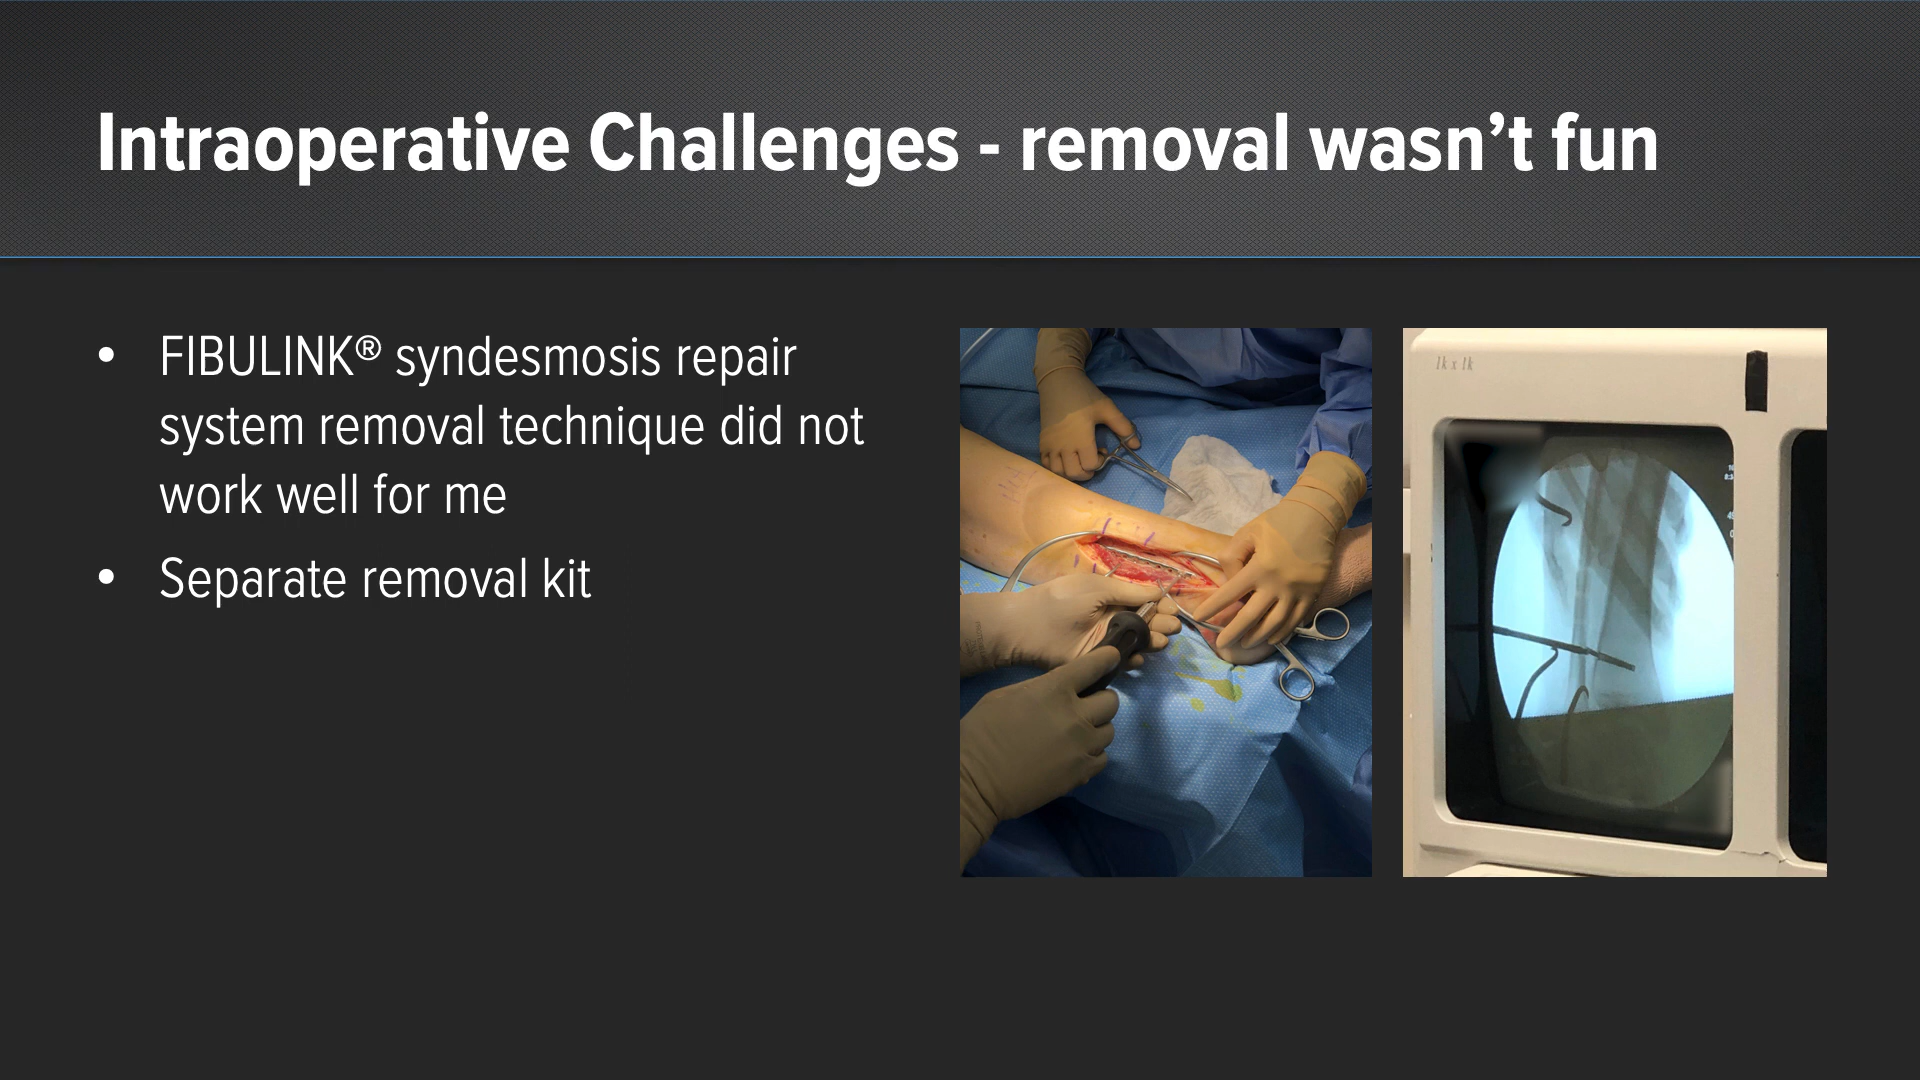 Intraoperative Challenges - removal wasn’t fun
• FIBULINK® syndesmosis repair
system removal technique did not
work well for me
• Separate removal kit
1k x 1k